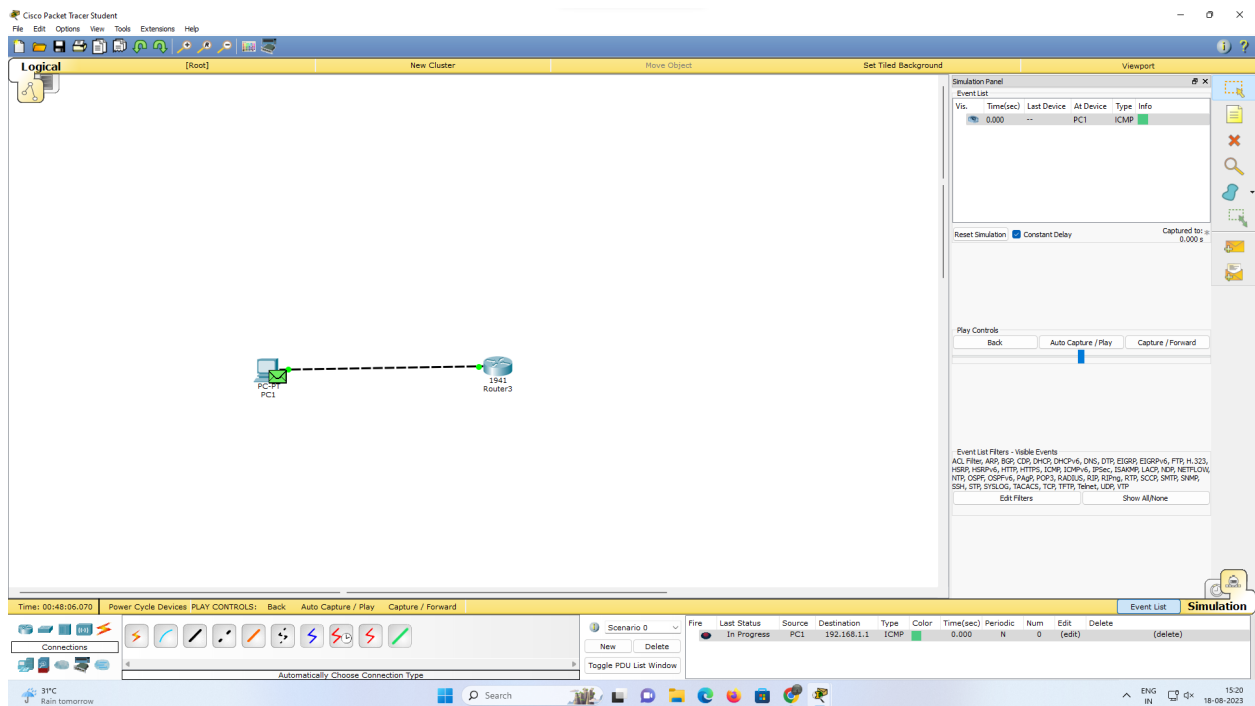 Cisco Packet Tracer Student
File Edit Options View Tools Extensions Help
Logical [Root] New Cluster Move Object Set Tiled Background Viewport
Simulation Panel
Event List
Vis. Time(sec) Last Device At Device Type Info
0.000 -- PC1 ICMP
Reset Simulation Constant Delay Captured to: *
0.000 s
Play Controls
Back Auto Capture / Play Capture / Forward
PC-PT
PC1
1941
Router3
Event List Filters - Visible Events
ACL Filter, ARP, BGP, CDP, DHCP, DHCPv6, DNS, DTP, EIGRP, EIGRPv6, FTP, H.323,
HSRP, HSRPv6, HTTP, HTTPS, ICMP, ICMPv6, IPSec, ISAKMP, LACP, NDP, NETFLOW,
NTP, OSPF, OSPFv6, PAgP, POP3, RADIUS, RIP, RIPng, RTP, SCCP, SMTP, SNMP,
SSH, STP, SYSLOG, TACACS, TCP, TFTP, Telnet, UDP, VTP
Edit Filters Show All/None
Time: 00:48:06.070 Power Cycle Devices PLAY CONTROLS: Back Auto Capture / Play Capture / Forward Event List Simulation
Connections
Automatically Choose Connection Type
Scenario 0
New Delete
Toggle PDU List Window
Fire Last Status Source Destination Type Color Time(sec) Periodic Num Edit Delete
In Progress PC1 192.168.1.1 ICMP 0.000 N 0 (edit) (delete)
31°C
Rain tomorrow
Search
ENG
IN
15:20
18-08-2023